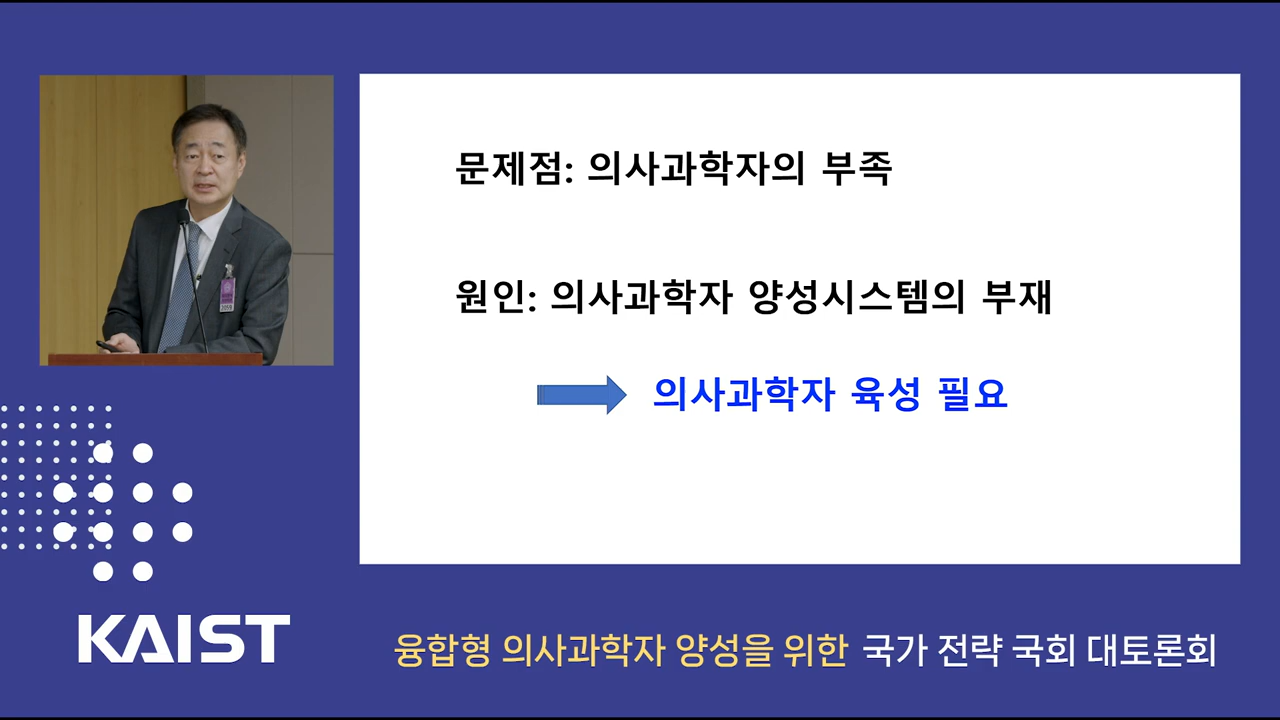 문제점: 의사과학자의 부족
원인: 의사과학자 양성시스템의 부재
의사과학자 육성 필요
KAIST
융합형 의사과학자 양성을 위한 국가 전략 국회 대토론회